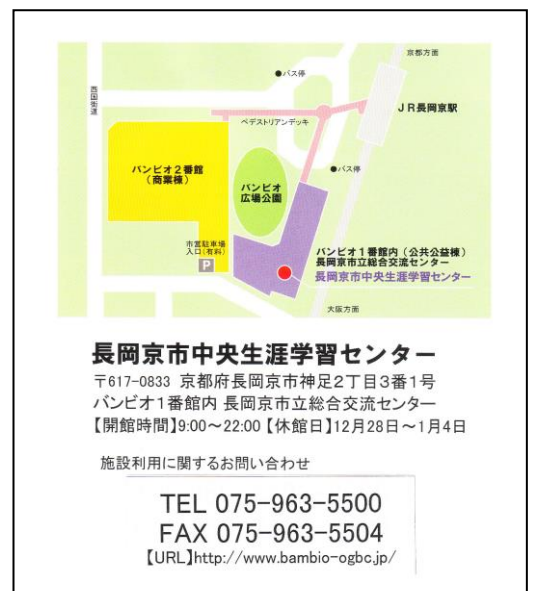 京都方面
●バス停
西国街道
JR長岡京駅
ペデストリアンデッキ
バンビオ2番館
(商業棟)
●バス停
バンビオ
広場公園
市営駐車場
入口(有料)
P
バンビオ1番館内(公共公益棟)
長岡京市立総合交流センター
長岡京市中央生涯学習センター
大阪方面
長岡京市中央生涯学習センター
〒617-0833 京都府長岡京市神足2丁目3番1号
バンビオ1番館内 長岡京市立総合交流センター
【開館時間】9:00~22:00【休館日】12月28日~1月4日
施設利用に関するお問い合わせ
TEL 075-963-5500
FAX 075-963-5504
【URL】http://www.bambio-ogbc.jp/